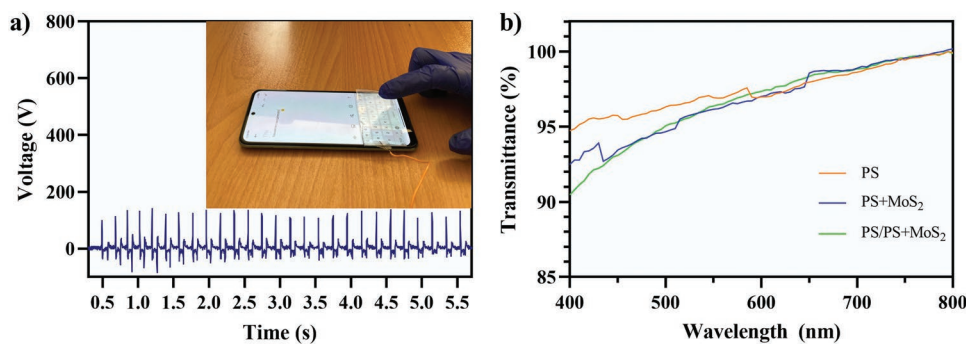 a)
800
600
400
200
0
Voltage (V)
0.5 1.0 1.5 2.0 2.5 3.0 3.5 4.0 4.5 5.0 5.5
Time (s)
b)
100
95
90
85
Transmittance (%)
PS
PS+MoS₂
PS/PS+MoS₂
400 500 600 700 800
Wavelength (nm)